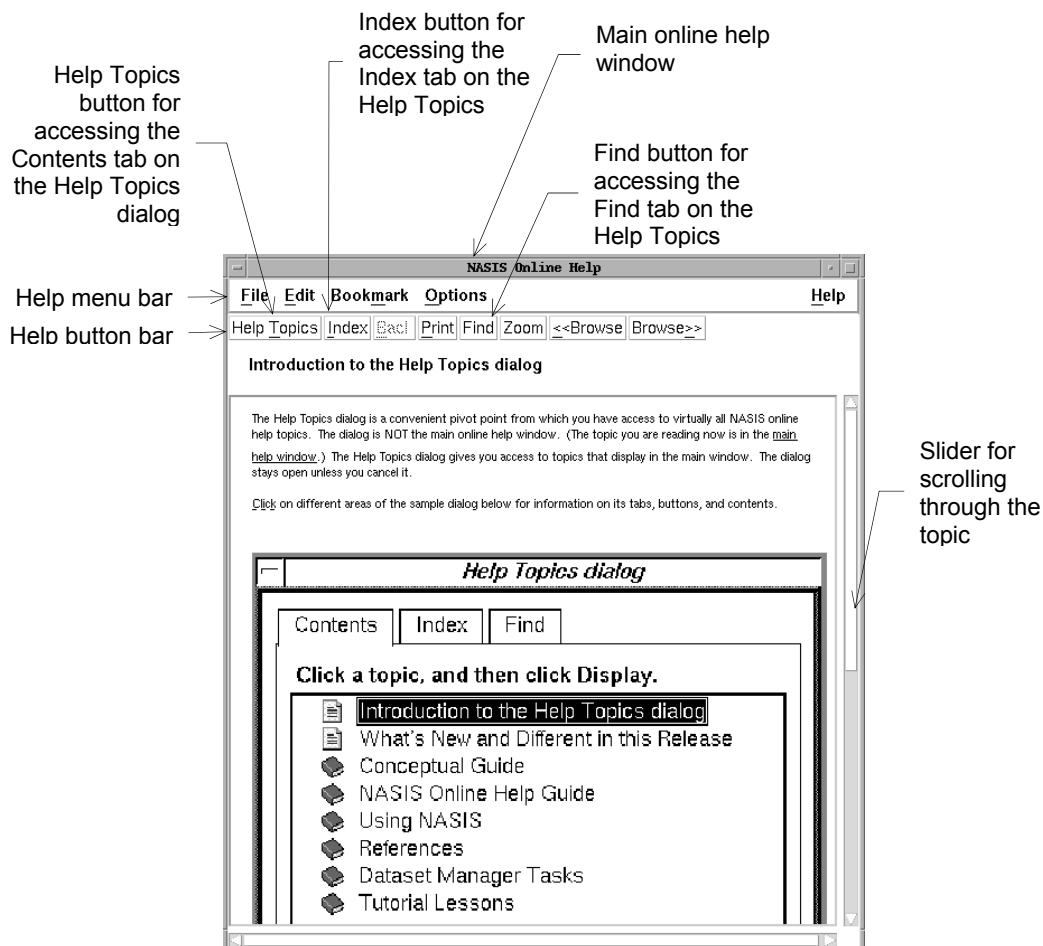 Index button for
accessing the
Index tab on the
Help Topics
Main online help
window
Help Topics
button for
accessing the
Contents tab on
the Help Topics
dialog
Find button for
accessing the
Find tab on the
Help Topics
NASIS Online Help
Help menu bar
File Edit Bookmark Options Help
Help button bar
Help Topics Index Back Print Find Zoom <<Browse Browse>>
Introduction to the Help Topics dialog
The Help Topics dialog is a convenient pivot point from which you have access to virtually all NASIS online
help topics. The dialog is NOT the main online help window. (The topic you are reading now is in the main
help window.) The Help Topics dialog gives you access to topics that display in the main window. The dialog
stays open unless you cancel it.
Click on different areas of the sample dialog below for information on its tabs, buttons, and contents.
Slider for
scrolling
through the
topic
Help Topics dialog
Contents Index Find
Click a topic, and then click Display.
Introduction to the Help Topics dialog
What's New and Different in this Release
Conceptual Guide
NASIS Online Help Guide
Using NASIS
References
Dataset Manager Tasks
Tutorial Lessons